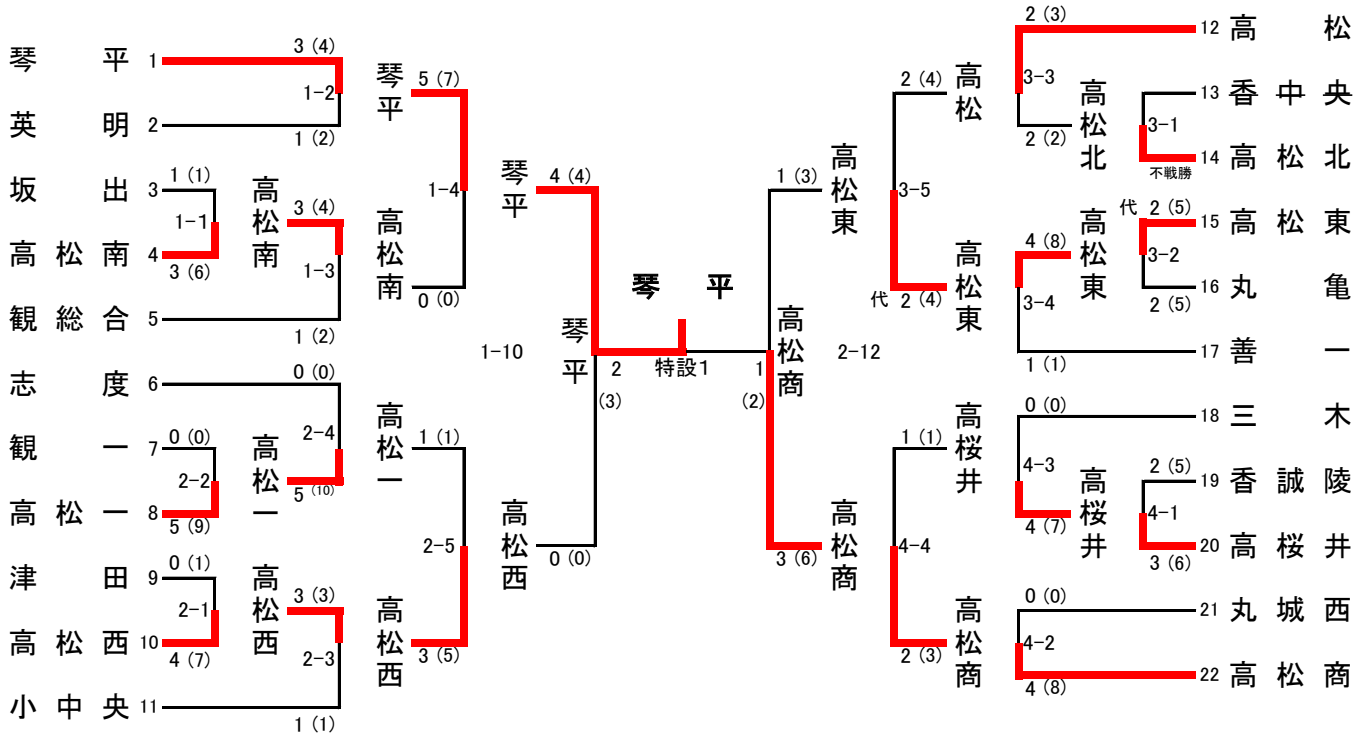 琴平 1 3 (4)
1-2
英明 2 1 (2)
坂出 3 1 (1)
1-1
高松南 4 3 (6)
高松南 3 (4)
1-3
観総合 5 1 (2)
志度 6 0 (0)
2-4
観一 7 0 (0)
2-2
高松一 8 5 (9)
高松一 5 (10)
津田 9 0 (1)
2-1
高松西 10 4 (7)
高松西 3 (3)
2-3
小中央 11 1 (1)
琴平 5 (7)
1-4
高松南 0 (0)
高松一 1 (1)
2-5
高松西 3 (5)
琴平 4 (4)
1-10
高松西 0 (0)
琴平 2 (3)
琴平
特設1
高松商 1 (2)
2-12
高松東 1 (3)
高松商 3 (6)
高松 2 (4)
3-5
代 高松東 2 (4)
高桜井 1 (1)
4-4
高松商 2 (3)
2 (3) 12 高松
3-3
高松北 2 (2)
13 香中央
3-1
14 高松北
不戦勝
代 2 (5) 15 高松東
3-2
2 (5) 16 丸亀
高松東 4 (8)
3-4
1 (1) 17 善一
0 (0) 18 三木
4-3
高桜井 4 (7)
2 (5) 19 香誠陵
4-1
3 (6) 20 高桜井
0 (0) 21 丸城西
4-2
4 (8) 22 高松商